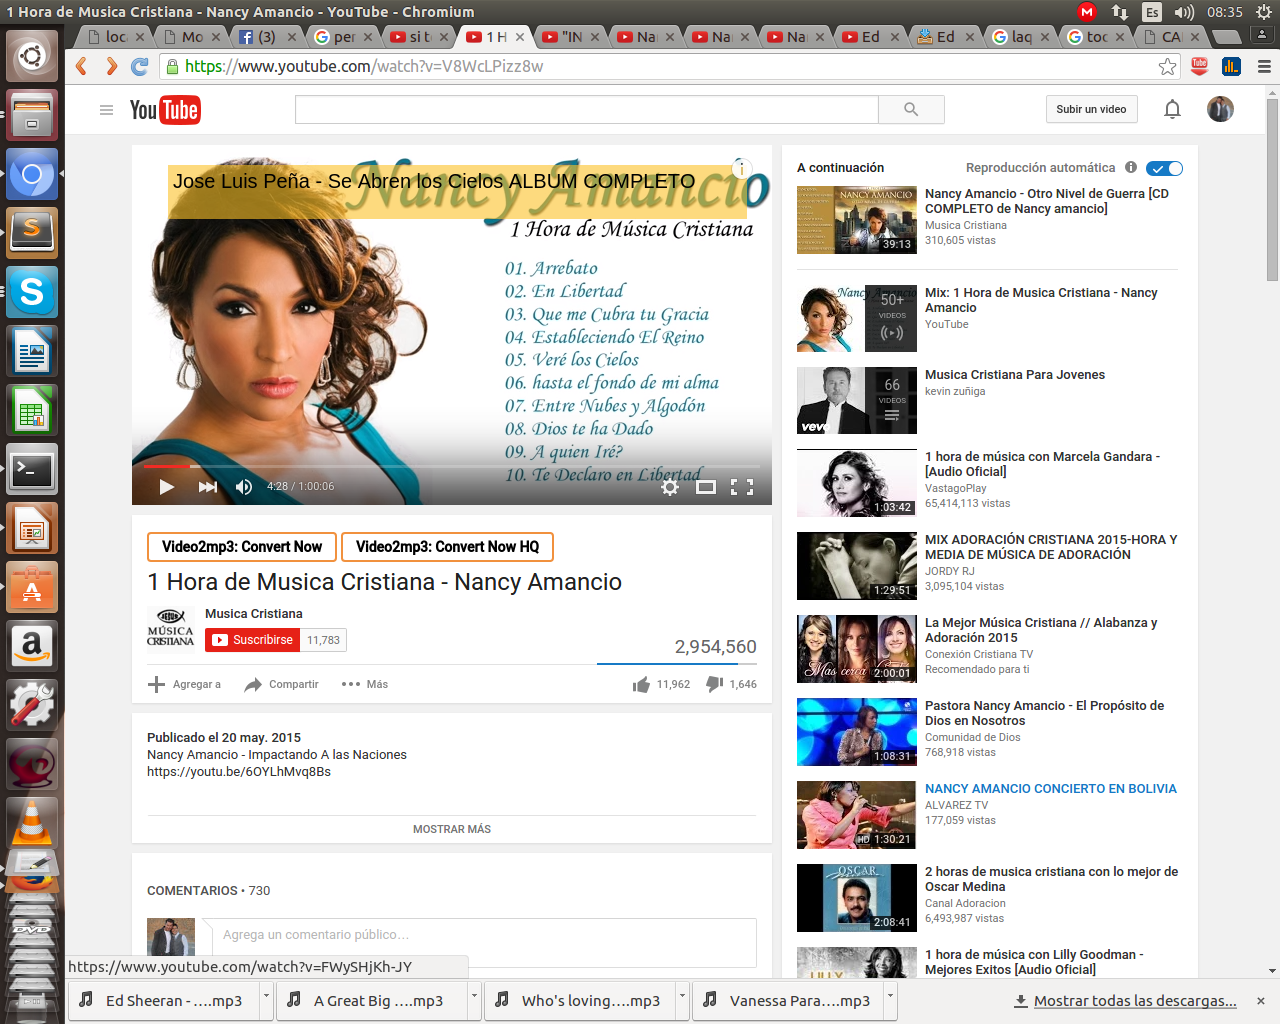 1 Hora de Musica Cristiana - Nancy Amancio - YouTube - Chromium
Es
08:35
loc
Mo
(3)
per
si t
1 H
"IN
Na
Na
Na
Ed
Ed
laq
toc
CA
https://www.youtube.com/watch?v=V8WcLPizz8w
You Tube
Subir un video
Nancy Amancio
Jose Luis Peña - Se Abren los Cielos ALBUM COMPLETO
1 Hora de Música Cristiana
01. Arrebato
02. En Libertad
03. Que me Cubra tu Gracia
04. Estableciendo El Reino
05. Veré los Cielos
06. hasta el fondo de mi alma
07. Entre Nubes y Algodón
08. Dios te ha Dado
09. A quien Iré?
10. Te Declaro en Libertad
4:28 / 1:00:06
Video2mp3: Convert Now
Video2mp3: Convert Now HQ
1 Hora de Musica Cristiana - Nancy Amancio
MÚSICA
CRISTIANA
Musica Cristiana
Suscribirse
11,783
2,954,560
Agregar a
Compartir
Más
11,962
1,646
Publicado el 20 may. 2015
Nancy Amancio - Impactando A las Naciones
https://youtu.be/6OYLhMvq8Bs
MOSTRAR MÁS
COMENTARIOS • 730
Agrega un comentario público...
A continuación
Reproducción automática
NANCY AMANCIO
39:13
Nancy Amancio - Otro Nivel de Guerra [CD
COMPLETO de Nancy amancio]
Musica Cristiana
310,605 vistas
Nancy Amancio
50+
VIDEOS
Mix: 1 Hora de Musica Cristiana - Nancy
Amancio
YouTube
66
VIDEOS
vevo
Musica Cristiana Para Jovenes
kevin zuñiga
1:03:42
1 hora de música con Marcela Gandara -
[Audio Oficial]
VastagoPlay
65,414,113 vistas
1:29:51
MIX ADORACIÓN CRISTIANA 2015-HORA Y
MEDIA DE MÚSICA DE ADORACIÓN
JORDY RJ
3,095,104 vistas
Mas cerca
2:00:01
La Mejor Música Cristiana // Alabanza y
Adoración 2015
Conexión Cristiana TV
Recomendado para ti
1:08:31
Pastora Nancy Amancio - El Propósito de
Dios en Nosotros
Comunidad de Dios
768,918 vistas
HD 1:30:21
NANCY AMANCIO CONCIERTO EN BOLIVIA
ALVAREZ TV
177,059 vistas
OSCAR
MEDINA
2:08:41
2 horas de musica cristiana con lo mejor de
Oscar Medina
Canal Adoracion
6,493,987 vistas
LILLY
1 hora de música con Lilly Goodman -
Mejores Exitos [Audio Oficial]
https://www.youtube.com/watch?v=FWySHjKh-JY
Ed Sheeran - ....mp3
A Great Big ....mp3
Who's loving....mp3
Vanessa Para....mp3
Mostrar todas las descargas...